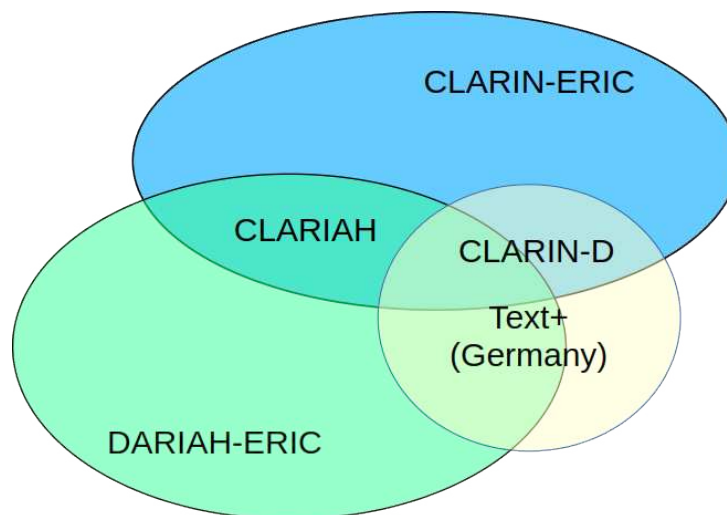 CLARIN-ERIC
CLARIAH
CLARIN-D
Text+
(Germany)
DARIAH-ERIC